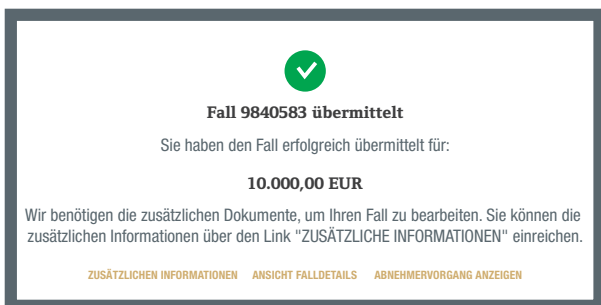 Fall 9840583 übermittelt
Sie haben den Fall erfolgreich übermittelt für:
10.000,00 EUR
Wir benötigen die zusätzlichen Dokumente, um Ihren Fall zu bearbeiten. Sie können die
zusätzlichen Informationen über den Link "ZUSÄTZLICHE INFORMATIONEN" einreichen.
ZUSÄTZLICHEN INFORMATIONEN ANSICHT FALLDETAILS ABNEHMERVORGANG ANZEIGEN